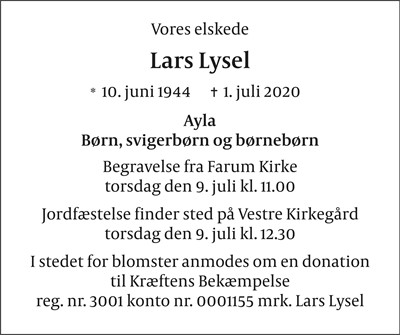 Vores elskede
Lars Lysel
* 10. juni 1944 † 1. juli 2020
Ayla
Børn, svigerbørn og børnebørn
Begravelse fra Farum Kirke
torsdag den 9. juli kl. 11.00
Jordfæstelse finder sted på Vestre Kirkegård
torsdag den 9. juli kl. 12.30
I stedet for blomster anmodes om en donation
til Kræftens Bekæmpelse
reg. nr. 3001 konto nr. 0001155 mrk. Lars Lysel